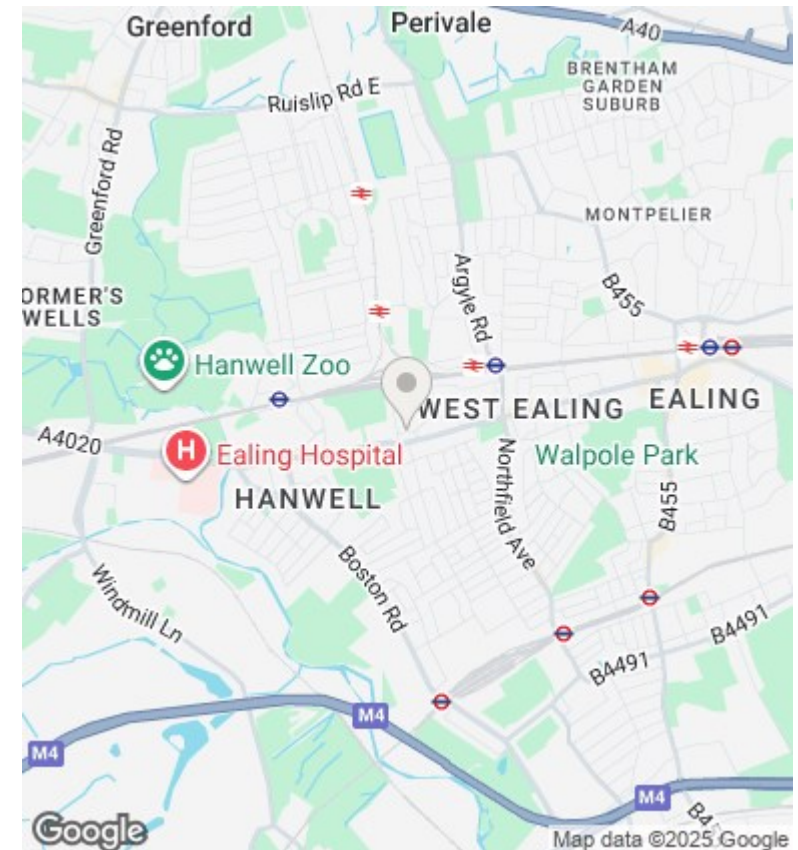 Greenford
Perivale
A40
BRENTHAM
GARDEN
SUBURB
Ruislip Rd E
Greenford Rd
MONTPELIER
ORMER'S
WELLS
Argyle Rd
B455
Hanwell Zoo
WEST EALING
EALING
A4020
Ealing Hospital
H
Walpole Park
HANWELL
Northfield Ave
B455
Boston Rd
Windmill Ln
B4491
B4491
M4
M4
M4
Google
Map data ©2025 Google